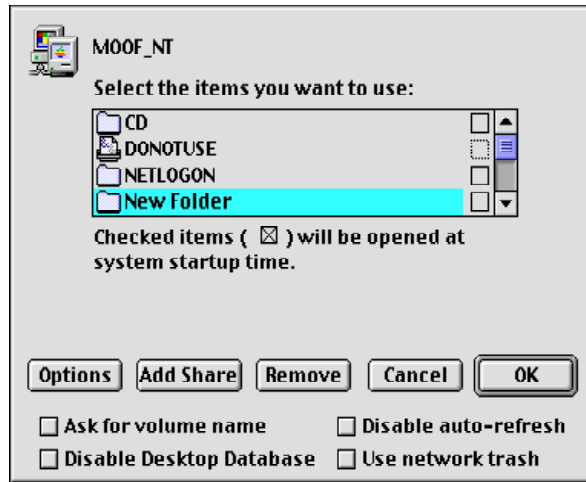 MOOF_NT
Select the items you want to use:
CD
DONOTUSE
NETLOGON
New Folder
Checked items ( ☒ ) will be opened at
system startup time.
Options Add Share Remove Cancel OK
Ask for volume name Disable auto-refresh
Disable Desktop Database Use network trash